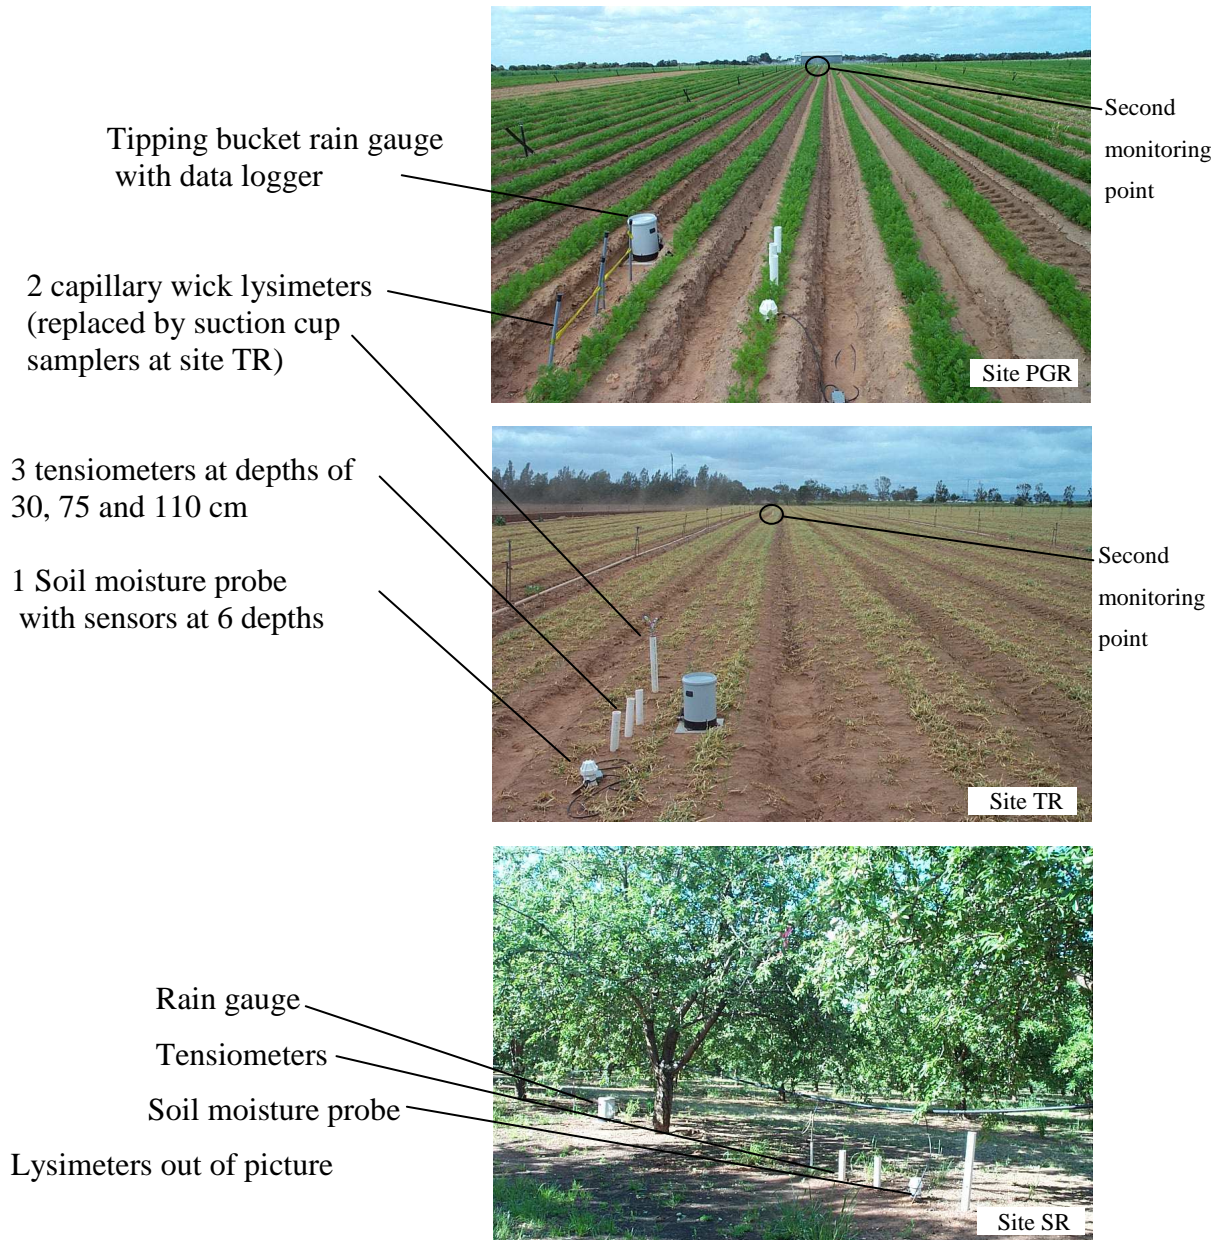 Tipping bucket rain gauge
with data logger
Second
monitoring
point
2 capillary wick lysimeters
(replaced by suction cup
samplers at site TR)
Site PGR
3 tensiometers at depths of
30, 75 and 110 cm
1 Soil moisture probe
with sensors at 6 depths
Second
monitoring
point
Site TR
Rain gauge
Tensiometers
Soil moisture probe
Lysimeters out of picture
Site SR